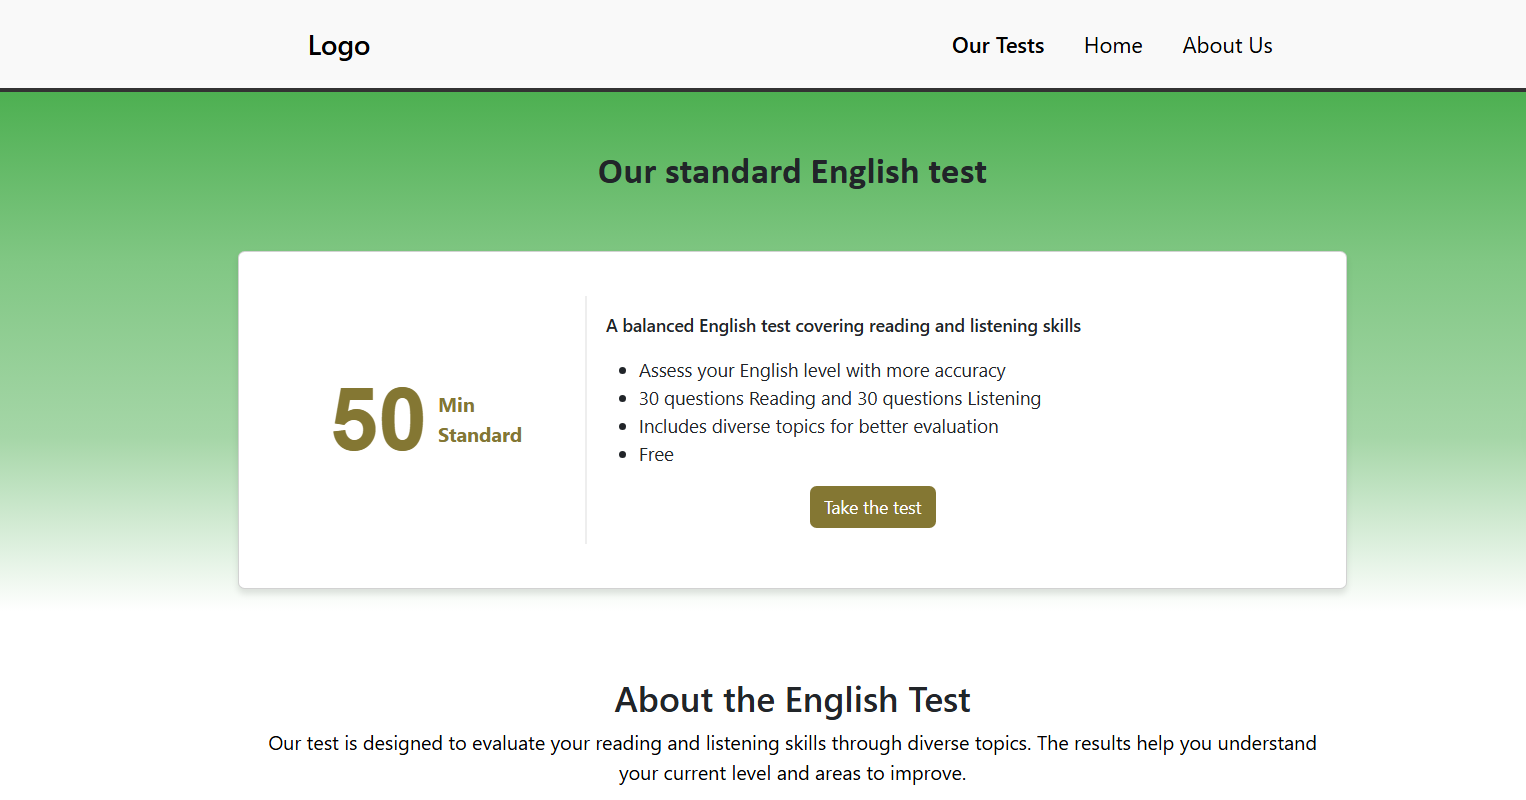 Logo
Our Tests Home About Us
Our standard English test
50 Min
Standard
A balanced English test covering reading and listening skills
Assess your English level with more accuracy
30 questions Reading and 30 questions Listening
Includes diverse topics for better evaluation
Free
Take the test
About the English Test
Our test is designed to evaluate your reading and listening skills through diverse topics. The results help you understand
your current level and areas to improve.